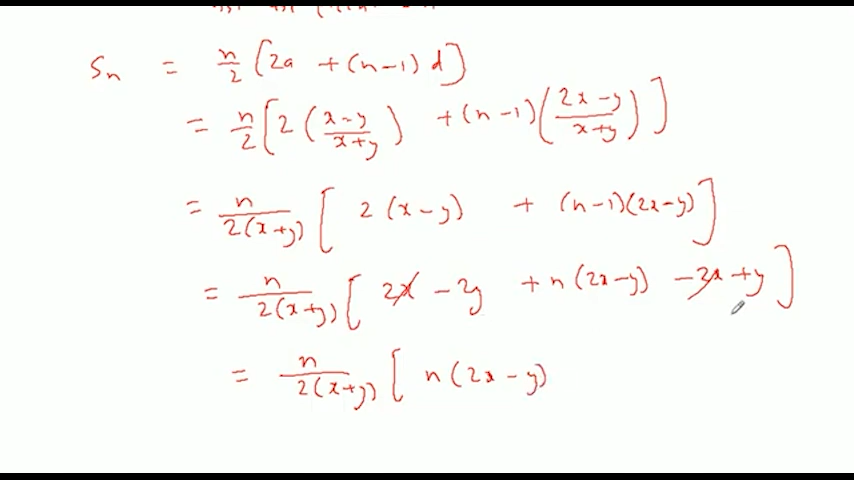 Sn = n/2 [2a + (n-1) d]
= n/2 [2 (x-y/x+y) + (n-1) (2x-y/x+y)]
= n/2(x+y) [2 (x-y) + (n-1)(2x-y)]
= n/2(x+y) [2x - 2y + n(2x-y) - 2x + y]
= n/2(x+y) [n(2x-y)